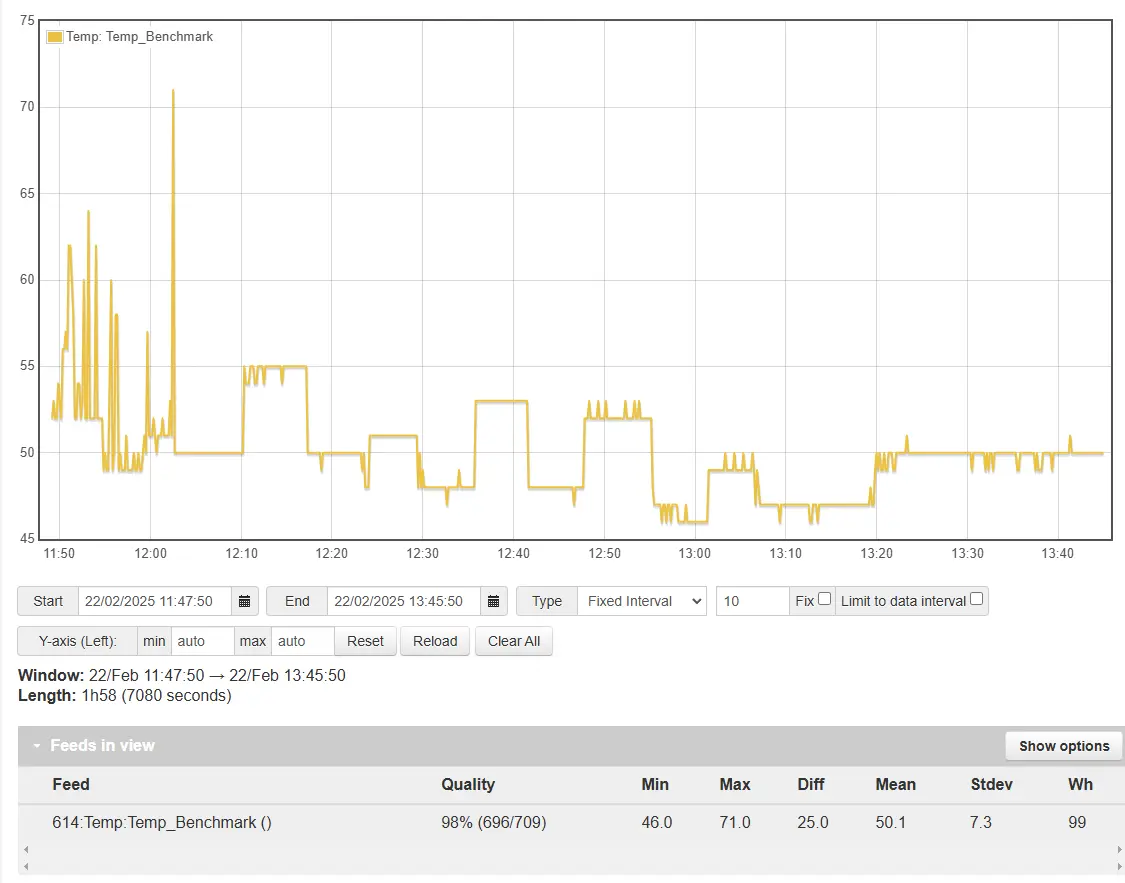 75
Temp: Temp_Benchmark
70
65
60
55
50
45
11:50 12:00 12:10 12:20 12:30 12:40 12:50 13:00 13:10 13:20 13:30 13:40
Start 22/02/2025 11:47:50 End 22/02/2025 13:45:50 Type Fixed Interval 10 Fix Limit to data interval
Y-axis (Left): min auto max auto Reset Reload Clear All
Window: 22/Feb 11:47:50 → 22/Feb 13:45:50
Length: 1h58 (7080 seconds)
Feeds in view Show options
Feed Quality Min Max Diff Mean Stdev Wh
614:Temp:Temp_Benchmark () 98% (696/709) 46.0 71.0 25.0 50.1 7.3 99